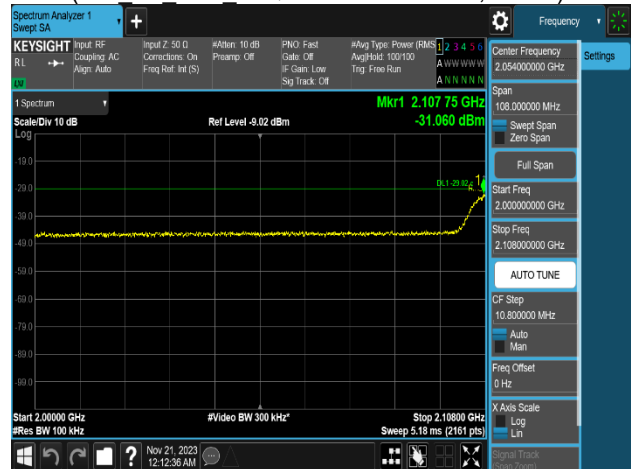 Spectrum Analyzer 1
Swept SA
Frequency
KEYSIGHT
RL
Input: RF
Coupling: AC
Align: Auto
Input Z: 50 Ω
Corrections: On
Freq Ref: Int (S)
#Atten: 10 dB
Preamp: Off
PNO: Fast
Gate: Off
IF Gain: Low
Sig Track: Off
#Avg Type: Power (RMS
Avg|Hold: 100/100
Trig: Free Run
1 2 3 4 5 6
A W W W W W
A N N N N N
LW
1 Spectrum
Scale/Div 10 dB
Ref Level -9.02 dBm
Mkr1 2.107 75 GHz
-31.060 dBm
Log
-19.0
-29.0
-39.0
-49.0
-59.0
-69.0
-79.0
-89.0
-99.0
1
Start 2.00000 GHz
#Res BW 100 kHz
#Video BW 300 kHz*
Stop 2.10800 GHz
Sweep 5.18 ms (2161 pts)
Nov 21, 2023
12:12:36 AM
Settings
Center Frequency
2.054000000 GHz
Span
108.000000 MHz
Swept Span
Zero Span
Full Span
Start Freq
2.000000000 GHz
Stop Freq
2.108000000 GHz
AUTO TUNE
CF Step
10.800000 MHz
Auto
Man
Freq Offset
0 Hz
X Axis Scale
Log
Lin
Signal Track
(Span Zoom)